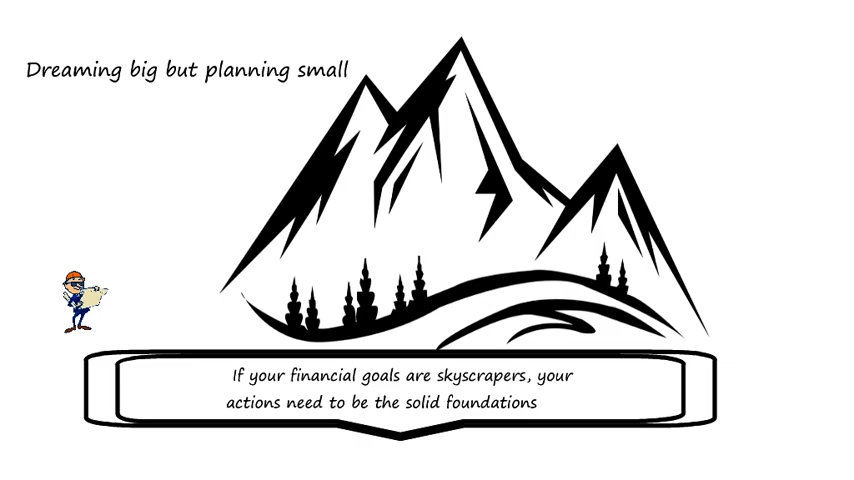 Dreaming big but planning small
If your financial goals are skyscrapers, your
actions need to be the solid foundations